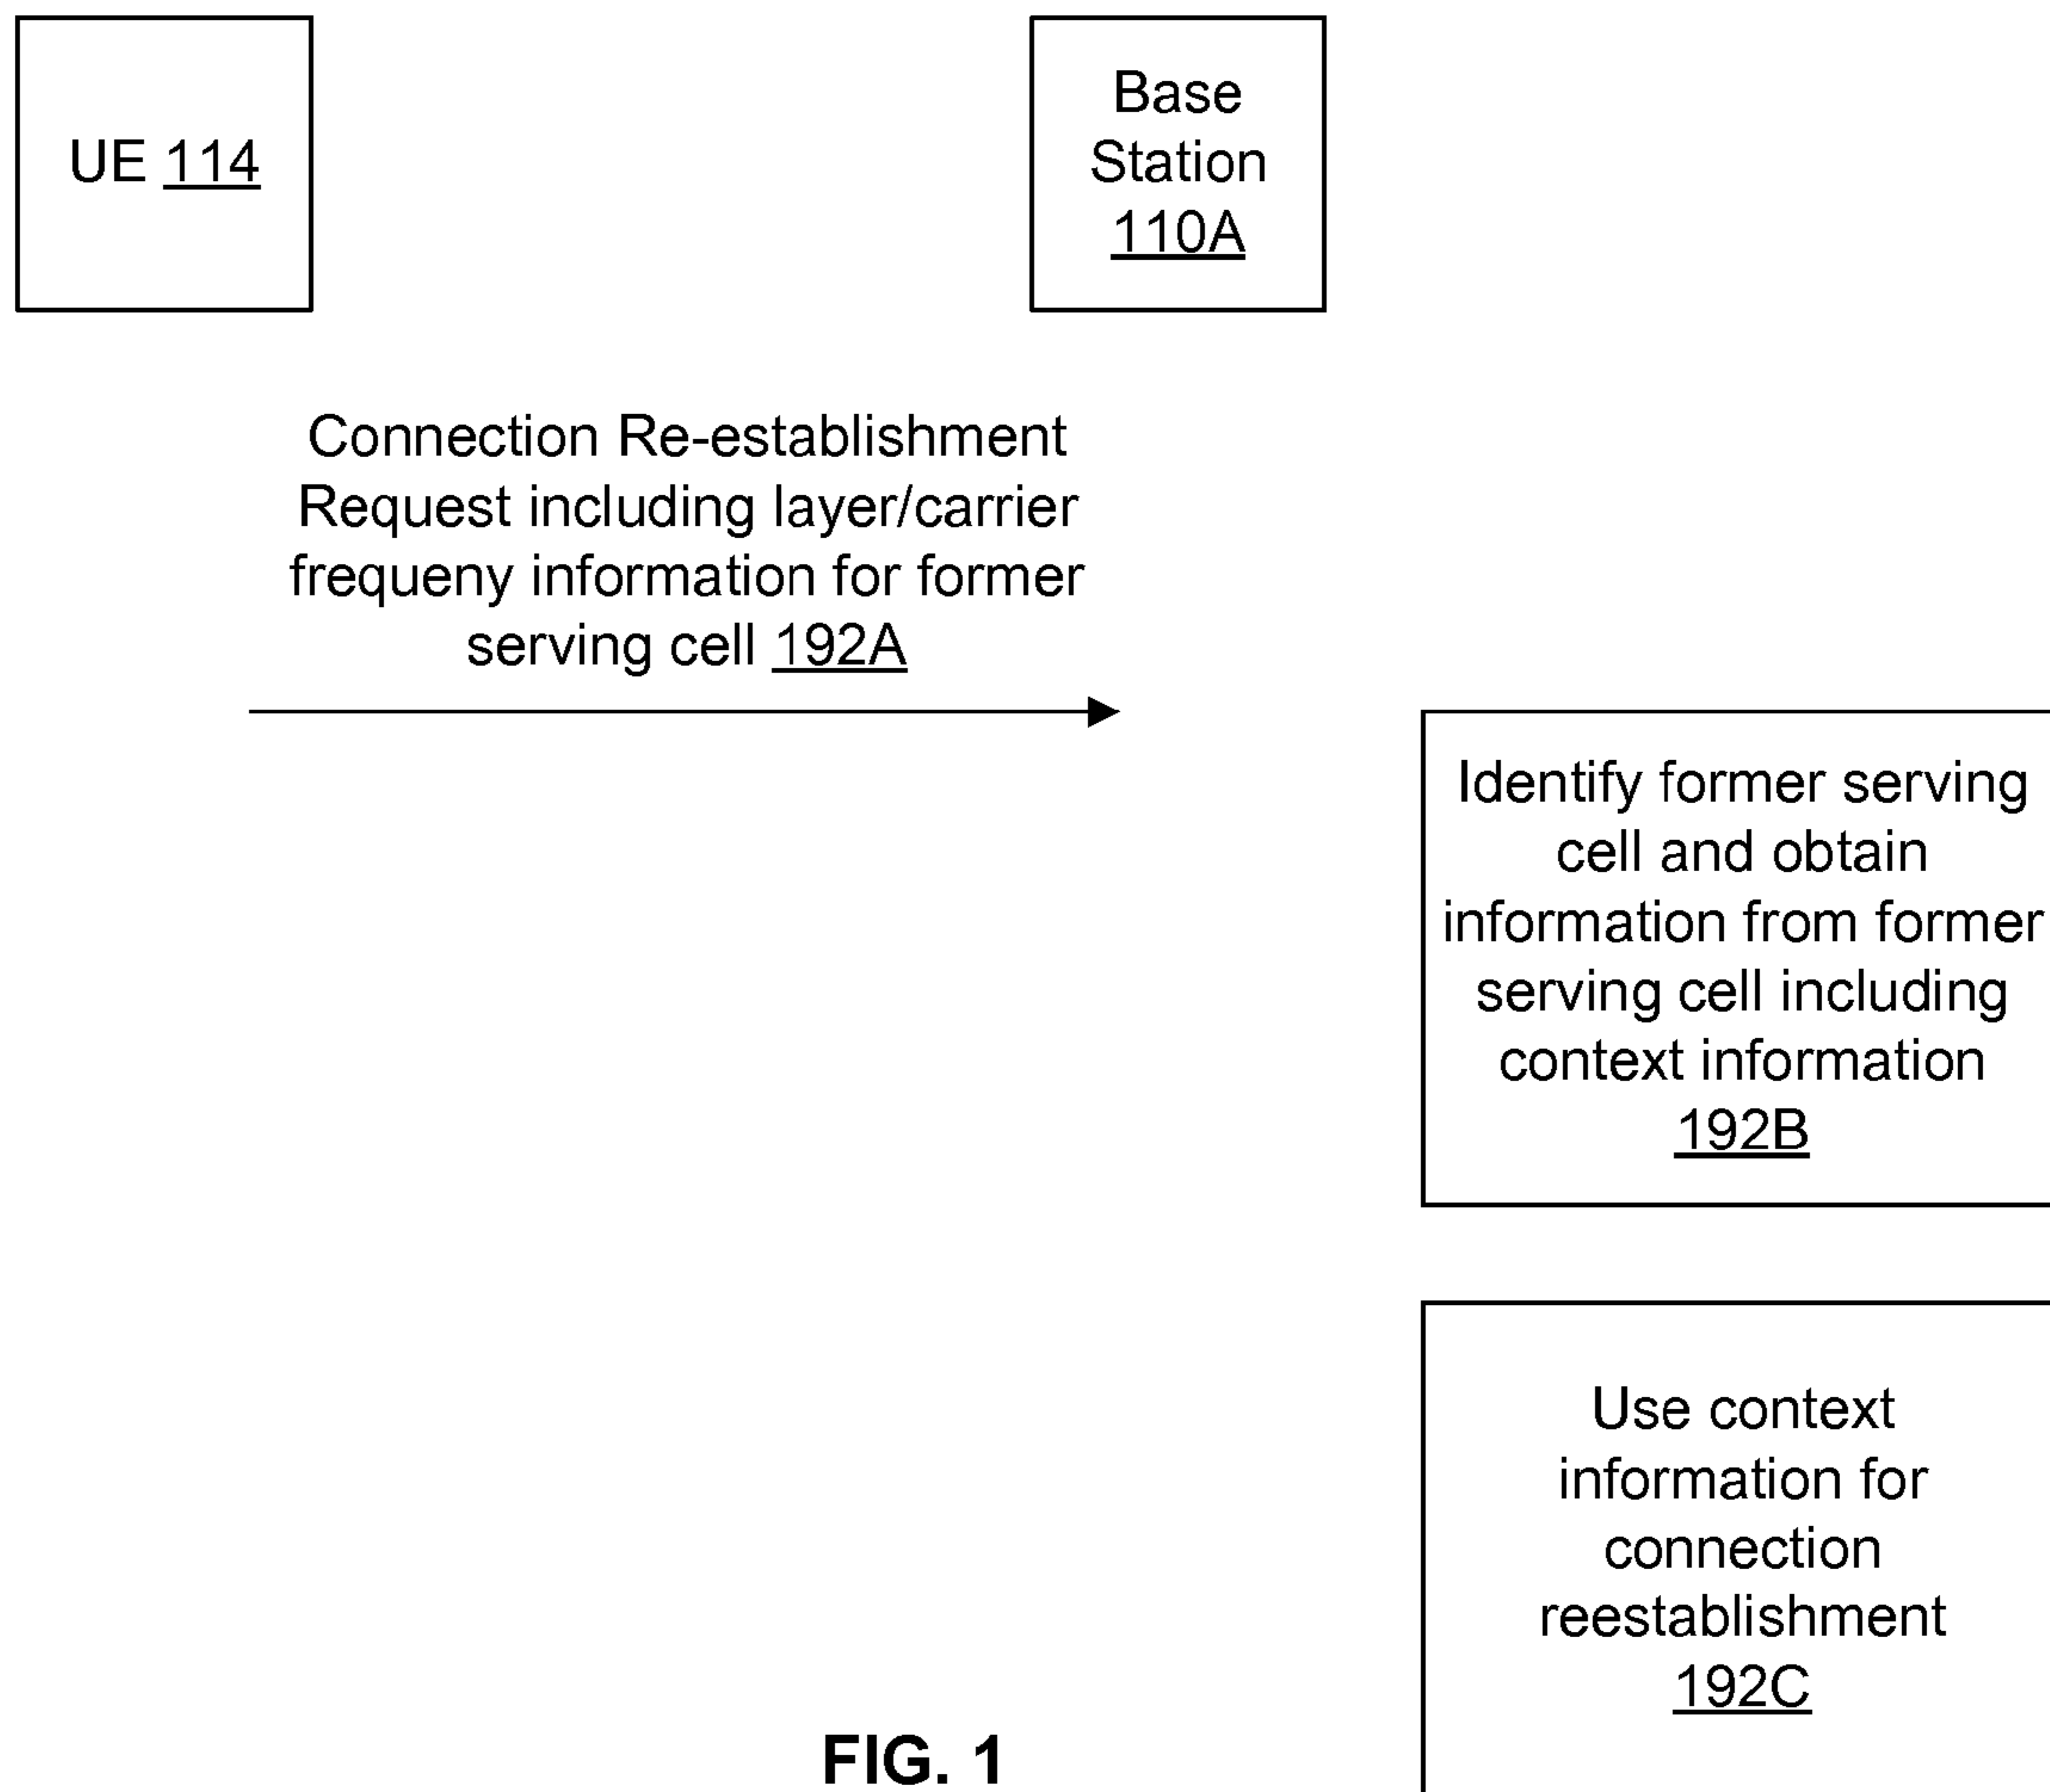 UE 114
Base
Station
110A
Connection Re-establishment
Request including layer/carrier
frequeny information for former
serving cell 192A
Identify former serving
cell and obtain
information from former
serving cell including
context information
192B
Use context
information for
connection
reestablishment
192C
FIG. 1